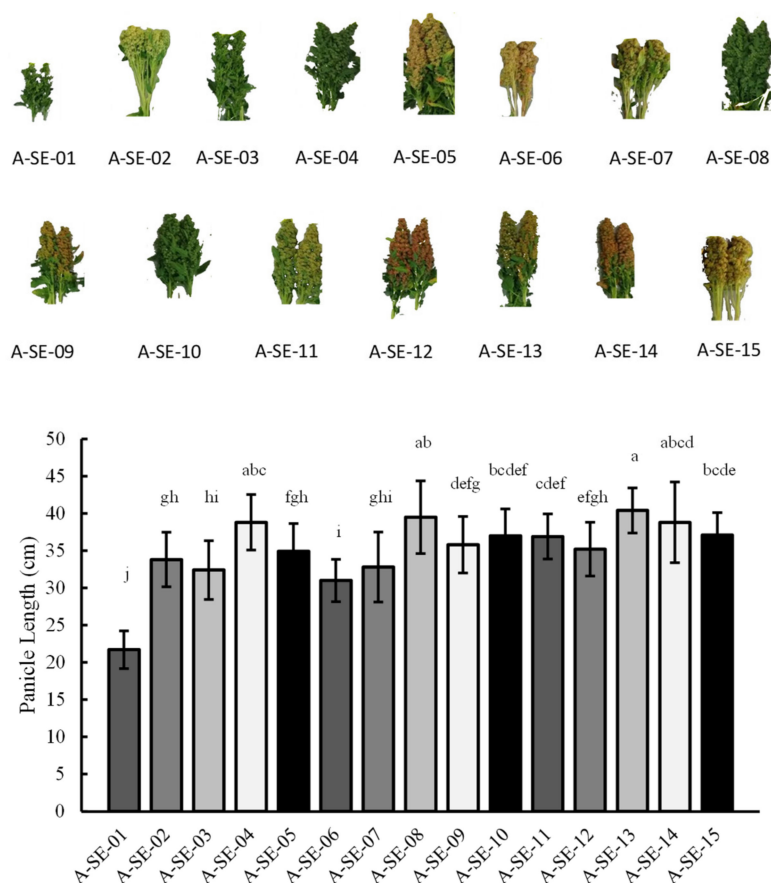 A-SE-01 A-SE-02 A-SE-03 A-SE-04 A-SE-05 A-SE-06 A-SE-07 A-SE-08
A-SE-09 A-SE-10 A-SE-11 A-SE-12 A-SE-13 A-SE-14 A-SE-15
Panicle Length (cm)
50
45
40
35
30
25
20
15
10
5
0
j gh hi abc fgh i ghi ab defg bcdef cdef efgh a abcd bcde
A-SE-01 A-SE-02 A-SE-03 A-SE-04 A-SE-05 A-SE-06 A-SE-07 A-SE-08 A-SE-09 A-SE-10 A-SE-11 A-SE-12 A-SE-13 A-SE-14 A-SE-15